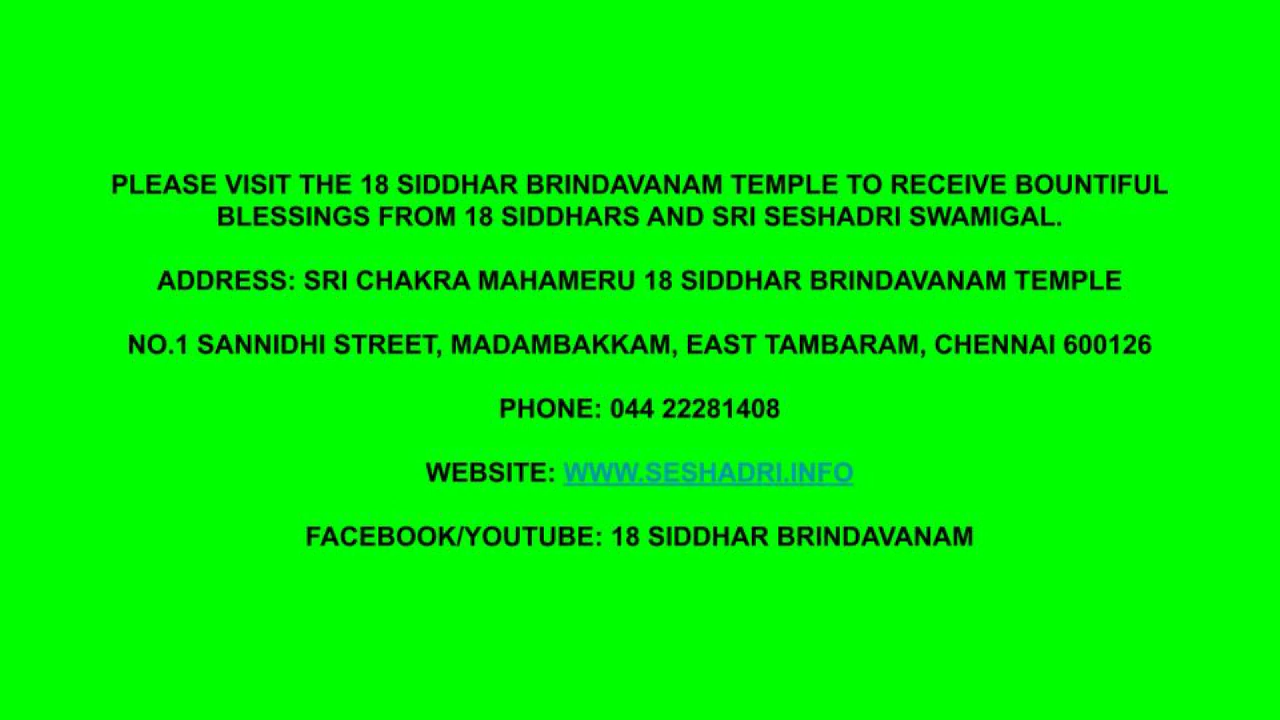 PLEASE VISIT THE 18 SIDDHAR BRINDAVANAM TEMPLE TO RECEIVE BOUNTIFUL
BLESSINGS FROM 18 SIDDHARS AND SRI SESHADRI SWAMIGAL.
ADDRESS: SRI CHAKRA MAHAMERU 18 SIDDHAR BRINDAVANAM TEMPLE
NO.1 SANNIDHI STREET, MADAMBAKKAM, EAST TAMBARAM, CHENNAI 600126
PHONE: 044 22281408
WEBSITE: WWW.SESHADRI.INFO
FACEBOOK/YOUTUBE: 18 SIDDHAR BRINDAVANAM